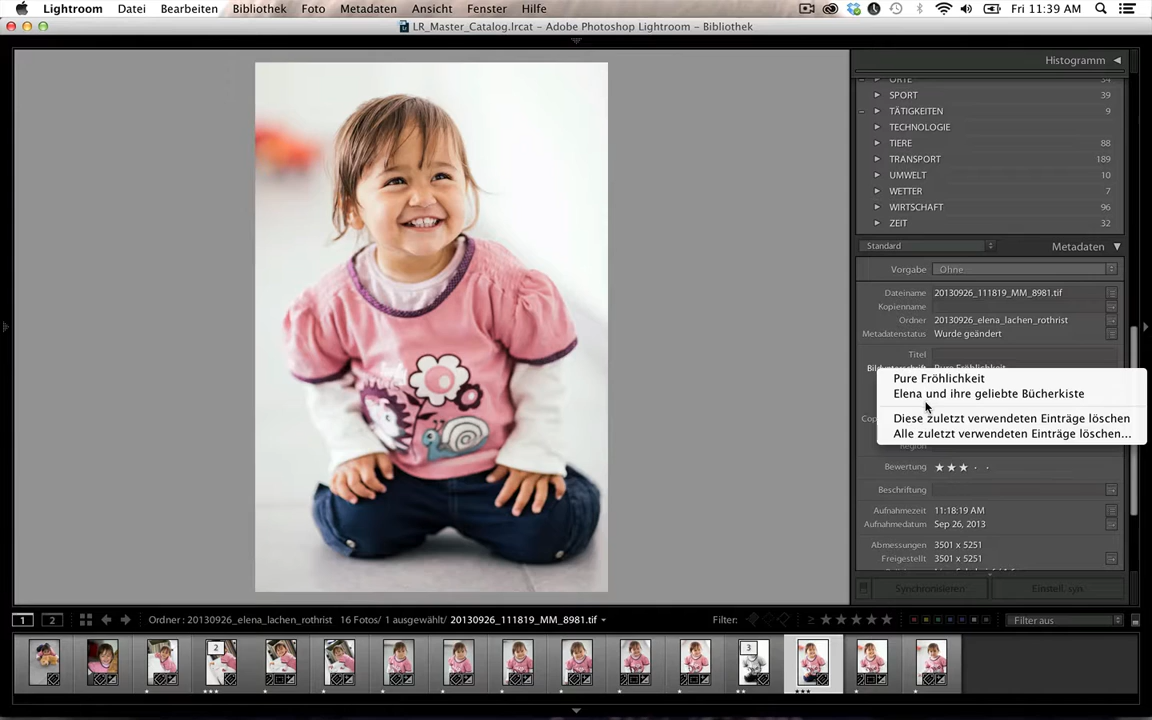 Lightroom Datei Bearbeiten Bibliothek Foto Metadaten Ansicht Fenster Hilfe Fri 11:39 AM
LR_Master_Catalog.lrcat – Adobe Photoshop Lightroom – Bibliothek
Histogramm
ORTE 34
SPORT 39
TÄTIGKEITEN 9
TECHNOLOGIE
TIERE 88
TRANSPORT 189
UMWELT 10
WETTER 7
WIRTSCHAFT 96
ZEIT 32
Standard Metadaten
Vorgabe Ohne
Dateiname 20130926_111819_MM_8981.tif
Kopienname
Ordner 20130926_elena_lachen_rothrist
Metadatenstatus Wurde geändert
Titel
Pure Fröhlichkeit
Pure Fröhlichkeit
Elena und ihre geliebte Bücherkiste
Diese zuletzt verwendeten Einträge löschen
Alle zuletzt verwendeten Einträge löschen...
Bewertung ★★★
Beschriftung
Aufnahmezeit 11:18:19 AM
Aufnahmedatum Sep 26, 2013
Abmessungen 3501 x 5251
Freigestellt 3501 x 5251
Synchronisieren Einstell. syn.
1 2 Ordner : 20130926_elena_lachen_rothrist 16 Fotos/ 1 ausgewählt/ 20130926_111819_MM_8981.tif Filter: ≥ ★★★★★ Filter aus
2 3